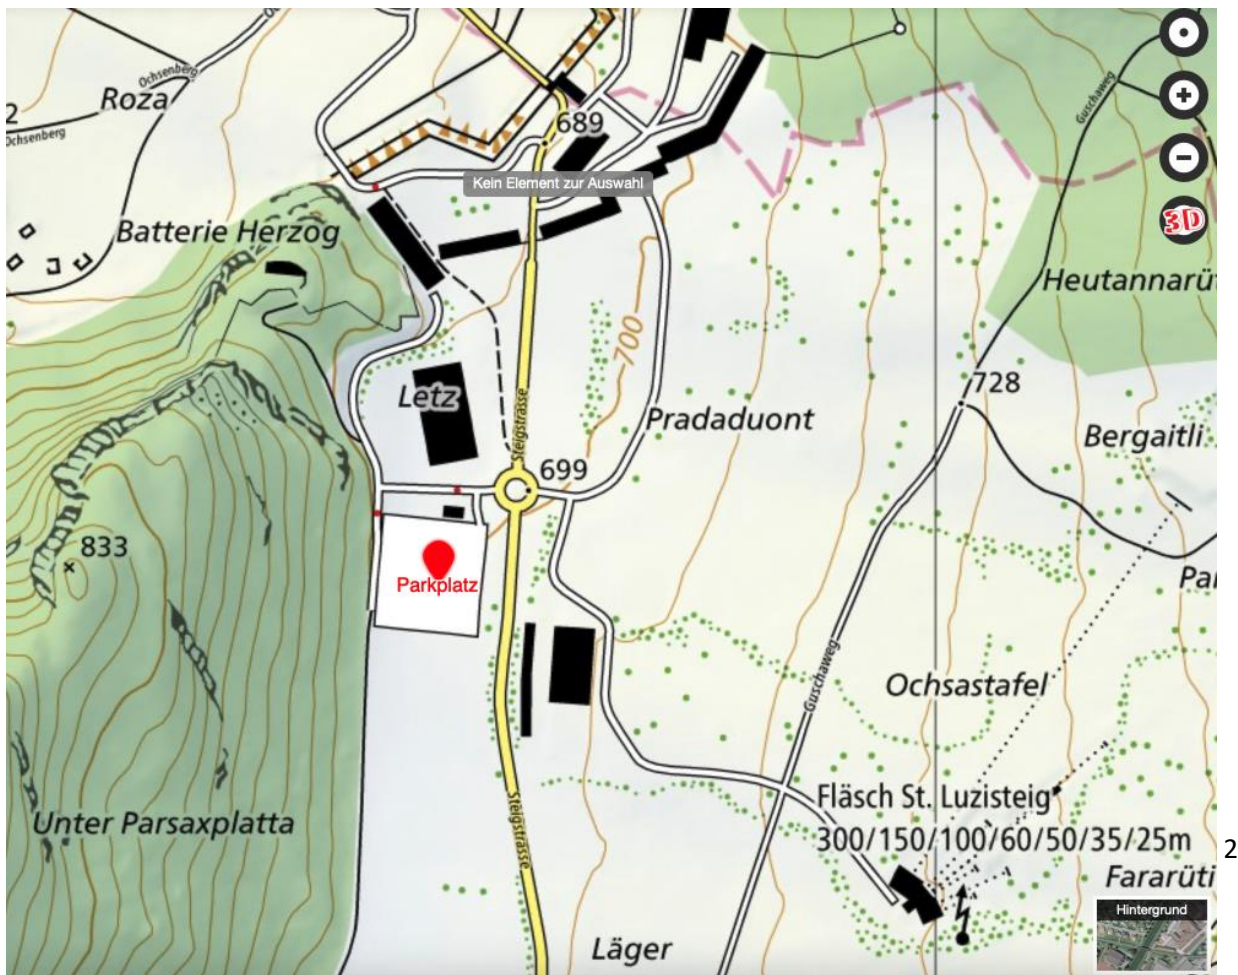 Ochsenberg
Roza
2
Ochsenberg
689
Guschaweg
Kein Element zur Auswahl
Batterie Herzog
3D
Heutannarüt
700
Letz
Steigstrasse
728
Pradaduont
Bergaitli
699
833
Parkplatz
Par
Guschaweg
Ochsastafel
Steigstrasse
Unter Parsaxplatta
Fläsch St. Luzisteig
300/150/100/60/50/35/25m
2
Fararüti
Hintergrund
Läger